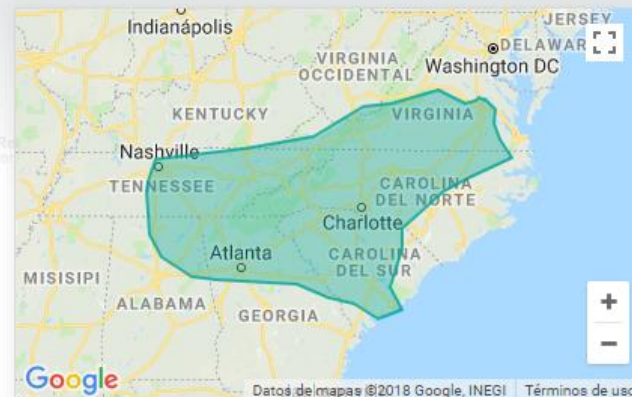 Indianápolis
JERSEY
DELAWAR
Washington DC
VIRGINIA
OCCIDENTAL
KENTUCKY
VIRGINIA
Nashville
TENNESSEE
CAROLINA
DEL NORTE
Charlotte
Atlanta
CAROLINA
DEL SUR
MISISIPI
ALABAMA
GEORGIA
+
−
Google
Datos de mapas ©2018 Google, INEGI
Términos de uso